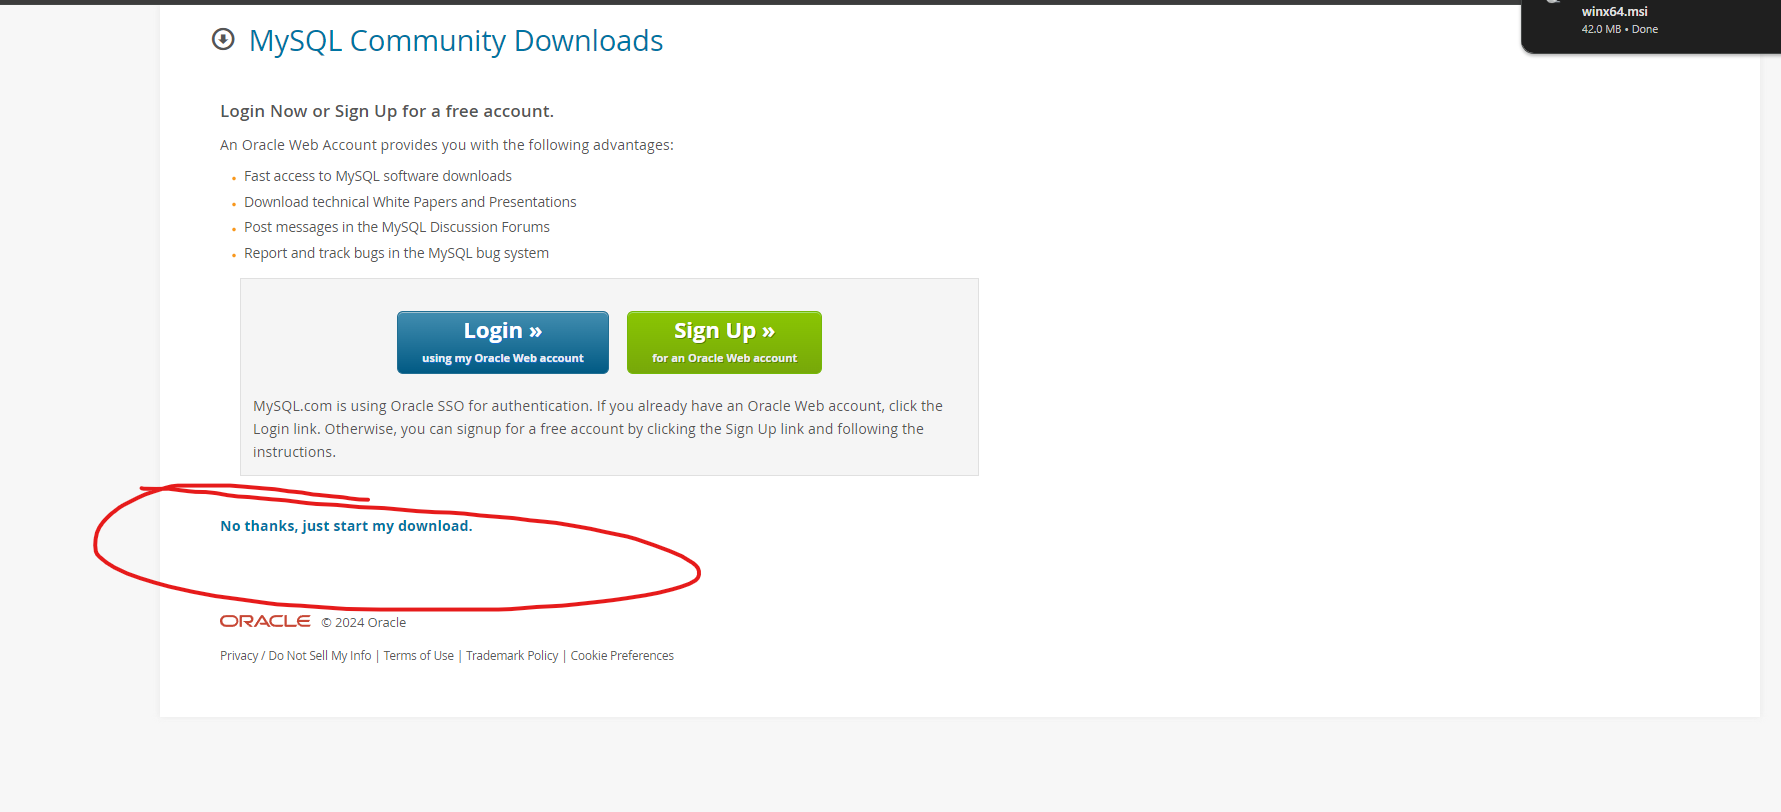 winx64.msi
42.0 MB • Done
MySQL Community Downloads
Login Now or Sign Up for a free account.
An Oracle Web Account provides you with the following advantages:
Fast access to MySQL software downloads
Download technical White Papers and Presentations
Post messages in the MySQL Discussion Forums
Report and track bugs in the MySQL bug system
Login »
using my Oracle Web account
Sign Up »
for an Oracle Web account
MySQL.com is using Oracle SSO for authentication. If you already have an Oracle Web account, click the
Login link. Otherwise, you can signup for a free account by clicking the Sign Up link and following the
instructions.
No thanks, just start my download.
ORACLE © 2024 Oracle
Privacy / Do Not Sell My Info | Terms of Use | Trademark Policy | Cookie Preferences